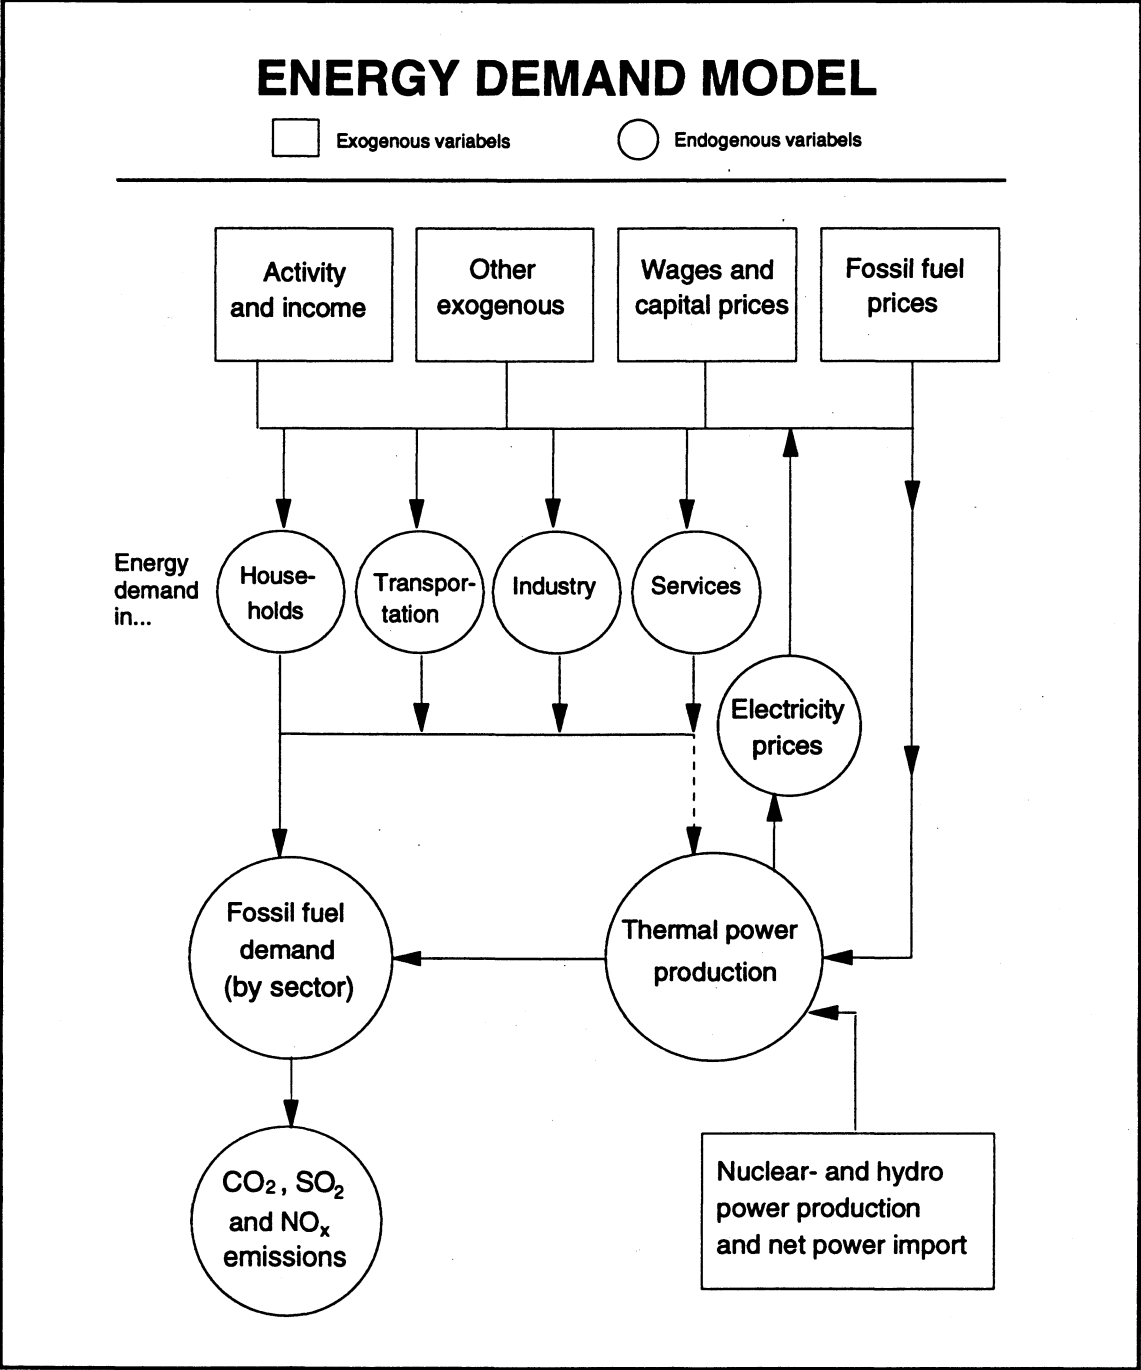 ENERGY DEMAND MODEL
Exogenous variabels
Endogenous variabels
Activity
and income
Other
exogenous
Wages and
capital prices
Fossil fuel
prices
Energy
demand
in...
House-
holds
Transpor-
tation
Industry
Services
Electricity
prices
Fossil fuel
demand
(by sector)
Thermal power
production
CO₂, SO₂
and NOₓ
emissions
Nuclear- and hydro
power production
and net power import